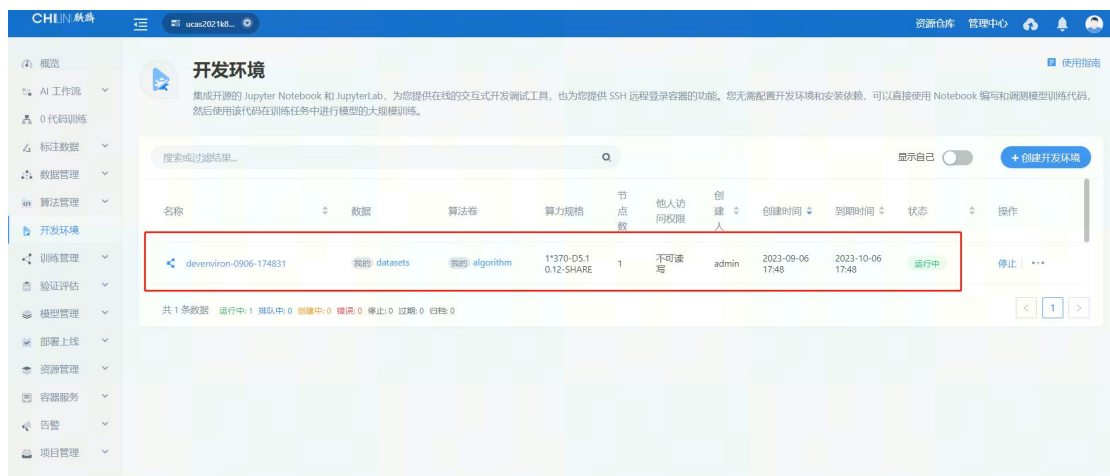 CHILIN麒麟
ucas2021k8...
资源仓库 管理中心
概览
AI 工作流
0 代码训练
标注数据
数据管理
算法管理
开发环境
训练管理
验证评估
模型管理
部署上线
资源管理
容器服务
告警
项目管理
开发环境
使用指南
集成开源的 Jupyter Notebook 和 JupyterLab，为您提供在线的交互式开发调试工具，也为您提供 SSH 远程登录容器的功能。您无需配置开发环境和安装依赖，可以直接使用 Notebook 编写和调测模型训练代码，
然后使用该代码在训练任务中进行模型的大规模训练。
搜索或过滤结果...
显示自己
+ 创建开发环境
名称 数据 算法卷 算力规格 节点数 他人访问权限 创建人 创建时间 到期时间 状态 操作
devenviron-0906-174831 我的 datasets 我的 algorithm 1*370-D5.1 0.12-SHARE 1 不可读写 admin 2023-09-06 17:48 2023-10-06 17:48 运行中 停止 ···
共 1 条数据 运行中: 1 排队中: 0 创建中: 0 错误: 0 停止: 0 过期: 0 归档: 0
< 1 >